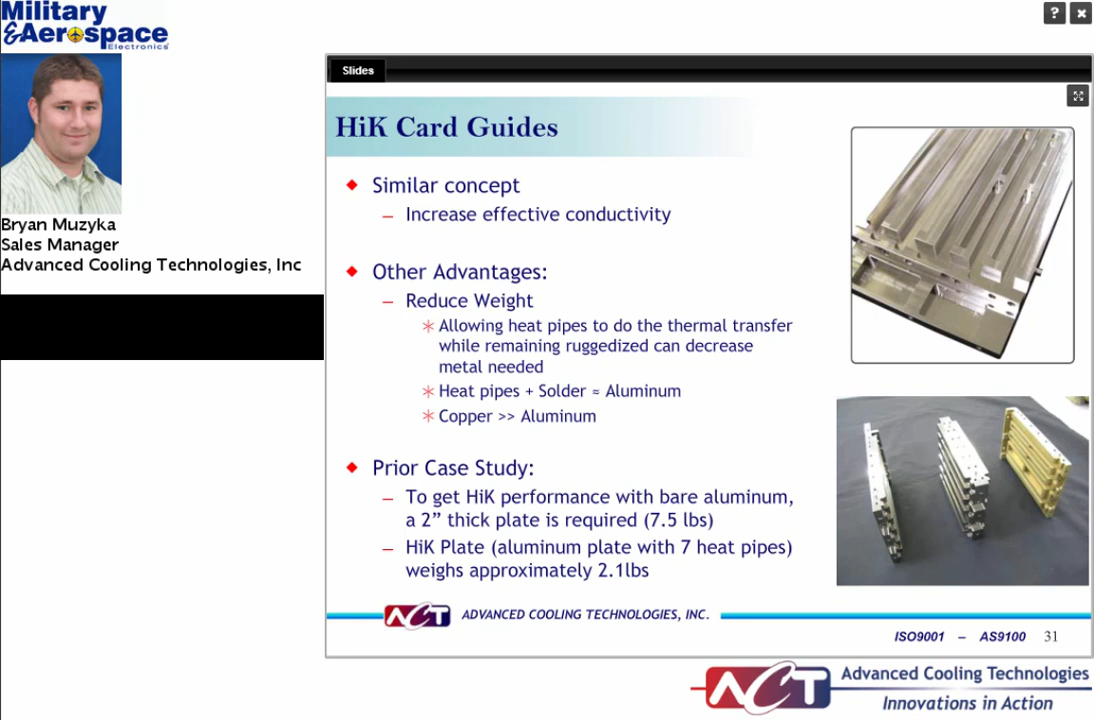 Military
&Aerospace
Electronics
? ×
Bryan Muzyka
Sales Manager
Advanced Cooling Technologies, Inc
Slides
HiK Card Guides
◆ Similar concept
– Increase effective conductivity
◆ Other Advantages:
– Reduce Weight
* Allowing heat pipes to do the thermal transfer
while remaining ruggedized can decrease
metal needed
* Heat pipes + Solder ≈ Aluminum
* Copper >> Aluminum
◆ Prior Case Study:
– To get HiK performance with bare aluminum,
a 2” thick plate is required (7.5 lbs)
– HiK Plate (aluminum plate with 7 heat pipes)
weighs approximately 2.1lbs
ACT ADVANCED COOLING TECHNOLOGIES, INC.
ISO9001 – AS9100 31
ACT Advanced Cooling Technologies
Innovations in Action